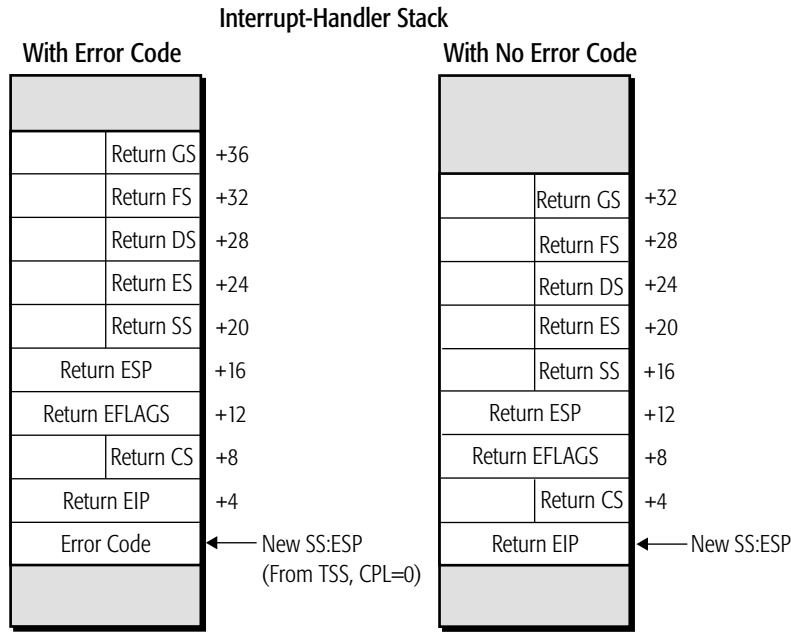 Interrupt-Handler Stack
With Error Code
Return GS +36
Return FS +32
Return DS +28
Return ES +24
Return SS +20
Return ESP +16
Return EFLAGS +12
Return CS +8
Return EIP +4
Error Code New SS:ESP
(From TSS, CPL=0)
With No Error Code
Return GS +32
Return FS +28
Return DS +24
Return ES +20
Return SS +16
Return ESP +12
Return EFLAGS +8
Return CS +4
Return EIP New SS:ESP